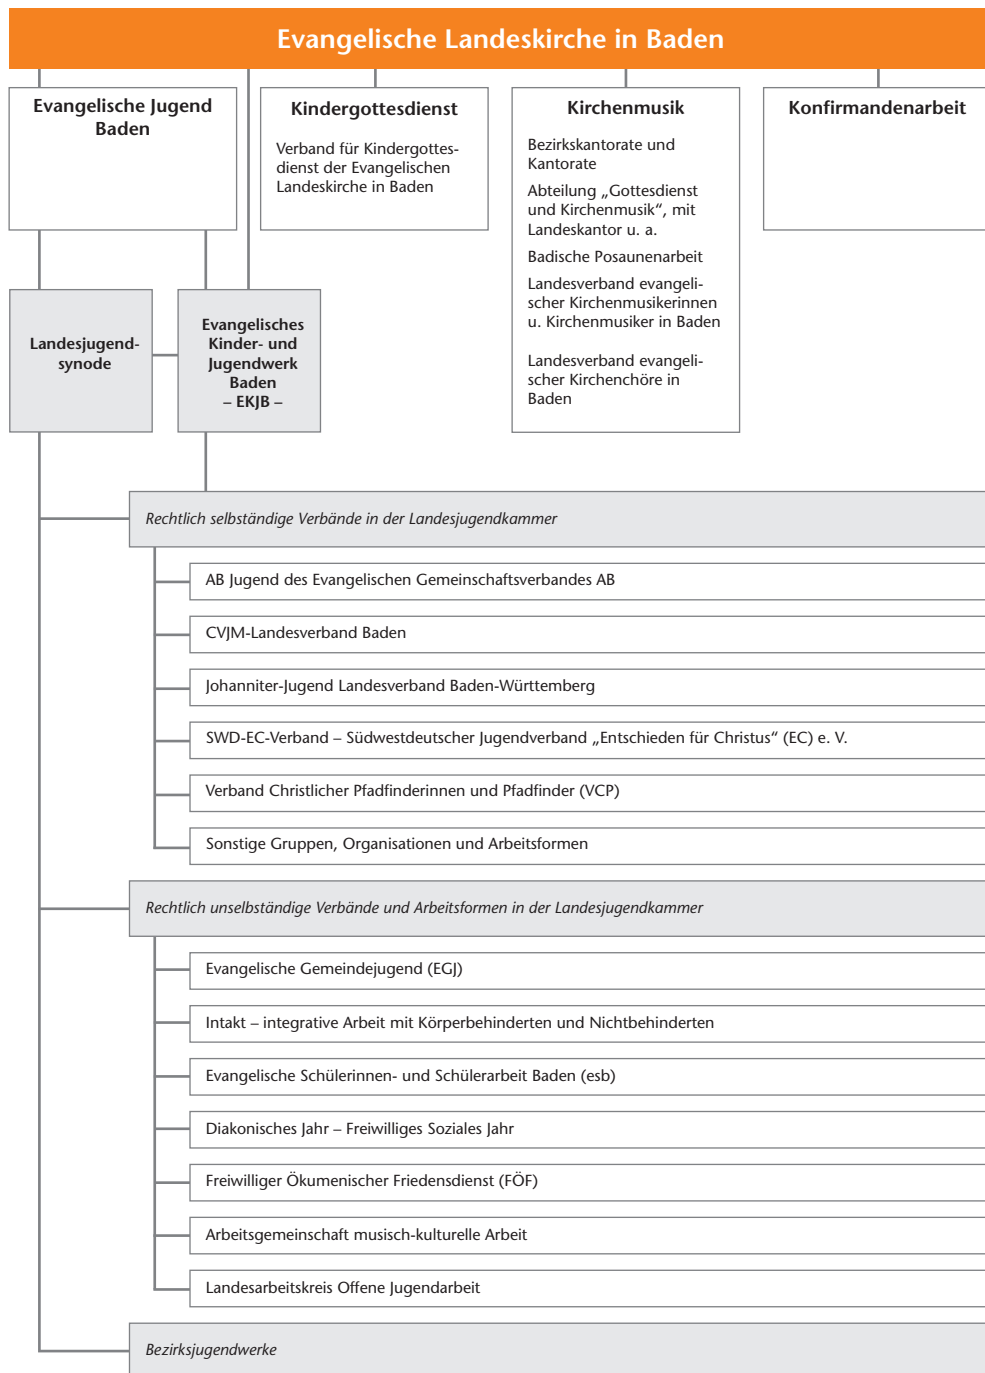 Evangelische Landeskirche in Baden
Evangelische Jugend
Baden
Kindergottesdienst
Verband für Kindergottes-
dienst der Evangelischen
Landeskirche in Baden
Kirchenmusik
Bezirkskantorate und
Kantorate
Abteilung „Gottesdienst
und Kirchenmusik“, mit
Landeskantor u. a.
Badische Posaunenarbeit
Landesverband evangeli-
scher Kirchenmusikerinnen
u. Kirchenmusiker in Baden
Landesverband evangeli-
scher Kirchenchöre in
Baden
Konfirmandenarbeit
Landesjugend-
synode
Evangelisches
Kinder- und
Jugendwerk
Baden
– EKJB –
Rechtlich selbständige Verbände in der Landesjugendkammer
AB Jugend des Evangelischen Gemeinschaftsverbandes AB
CVJM-Landesverband Baden
Johanniter-Jugend Landesverband Baden-Württemberg
SWD-EC-Verband – Südwestdeutscher Jugendverband „Entschieden für Christus“ (EC) e. V.
Verband Christlicher Pfadfinderinnen und Pfadfinder (VCP)
Sonstige Gruppen, Organisationen und Arbeitsformen
Rechtlich unselbständige Verbände und Arbeitsformen in der Landesjugendkammer
Evangelische Gemeindejugend (EGJ)
Intakt – integrative Arbeit mit Körperbehinderten und Nichtbehinderten
Evangelische Schülerinnen- und Schülerarbeit Baden (esb)
Diakonisches Jahr – Freiwilliges Soziales Jahr
Freiwilliger Ökumenischer Friedensdienst (FÖF)
Arbeitsgemeinschaft musisch-kulturelle Arbeit
Landesarbeitskreis Offene Jugendarbeit
Bezirksjugendwerke